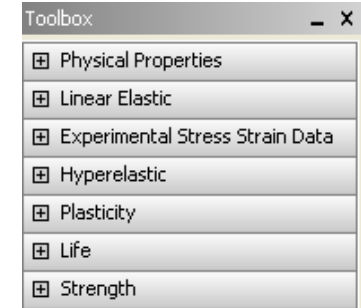 Toolbox
Physical Properties
Linear Elastic
Experimental Stress Strain Data
Hyperelastic
Plasticity
Life
Strength